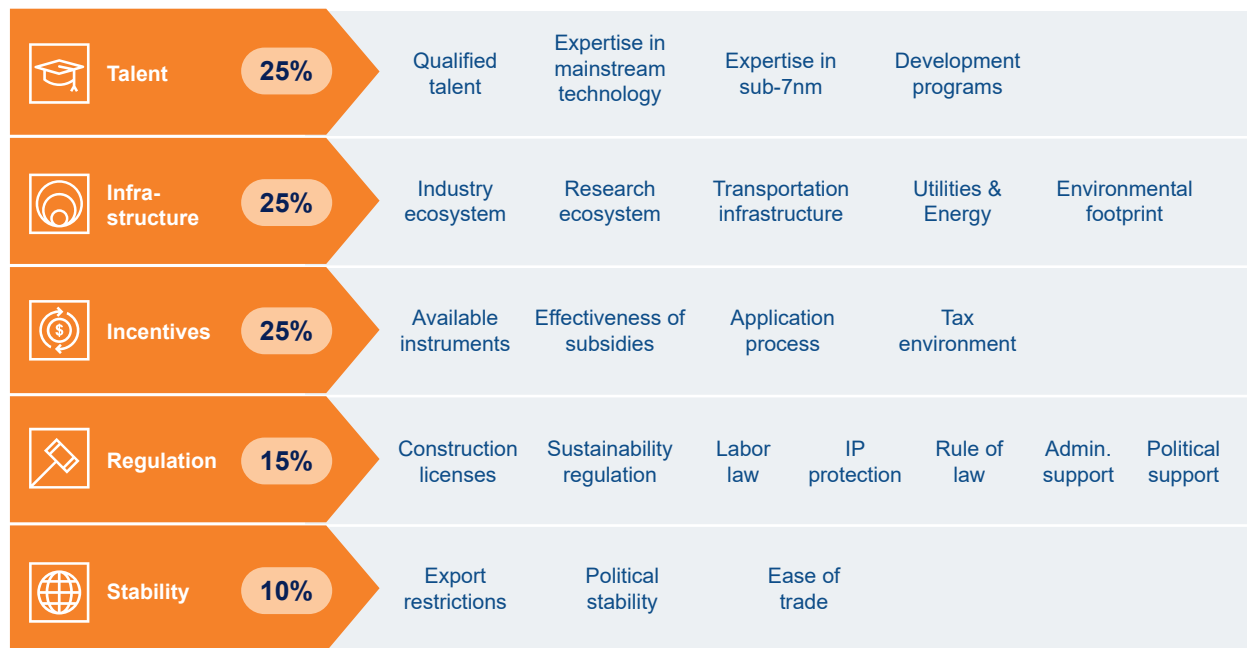 Talent
25%
Qualified
talent
Expertise in
mainstream
technology
Expertise in
sub-7nm
Development
programs
Infra-
structure
25%
Industry
ecosystem
Research
ecosystem
Transportation
infrastructure
Utilities &
Energy
Environmental
footprint
$
Incentives
25%
Available
instruments
Effectiveness of
subsidies
Application
process
Tax
environment
Regulation
15%
Construction
licenses
Sustainability
regulation
Labor
law
IP
protection
Rule of
law
Admin.
support
Political
support
Stability
10%
Export
restrictions
Political
stability
Ease of
trade